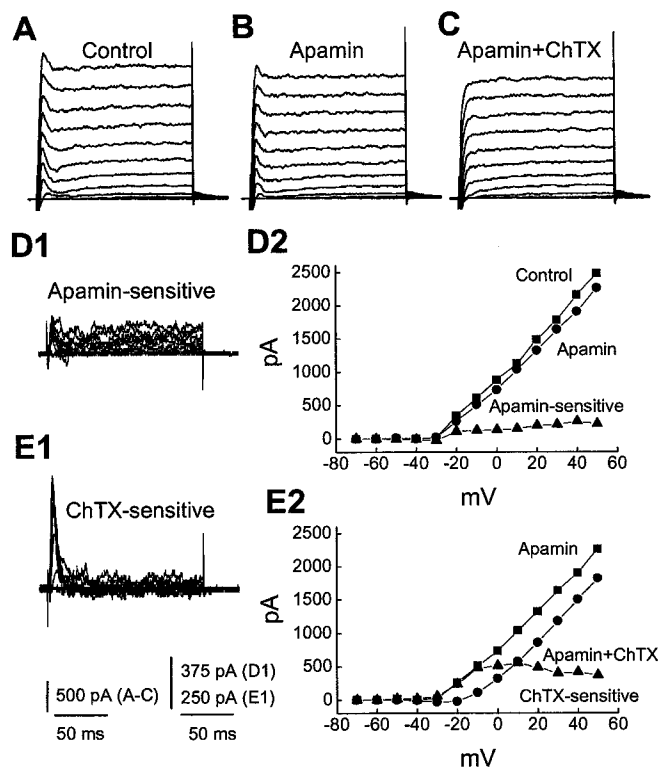 A
Control
B
Apamin
C
Apamin+ChTX
D1
Apamin-sensitive
D2
2500
2000
1500
1000
500
0
pA
Control
Apamin
Apamin-sensitive
-80 -60 -40 -20 0 20 40 60
mV
E1
ChTX-sensitive
E2
2500
2000
1500
1000
500
0
pA
Apamin
Apamin+ChTX
ChTX-sensitive
-80 -60 -40 -20 0 20 40 60
mV
500 pA (A-C)
50 ms
375 pA (D1)
250 pA (E1)
50 ms